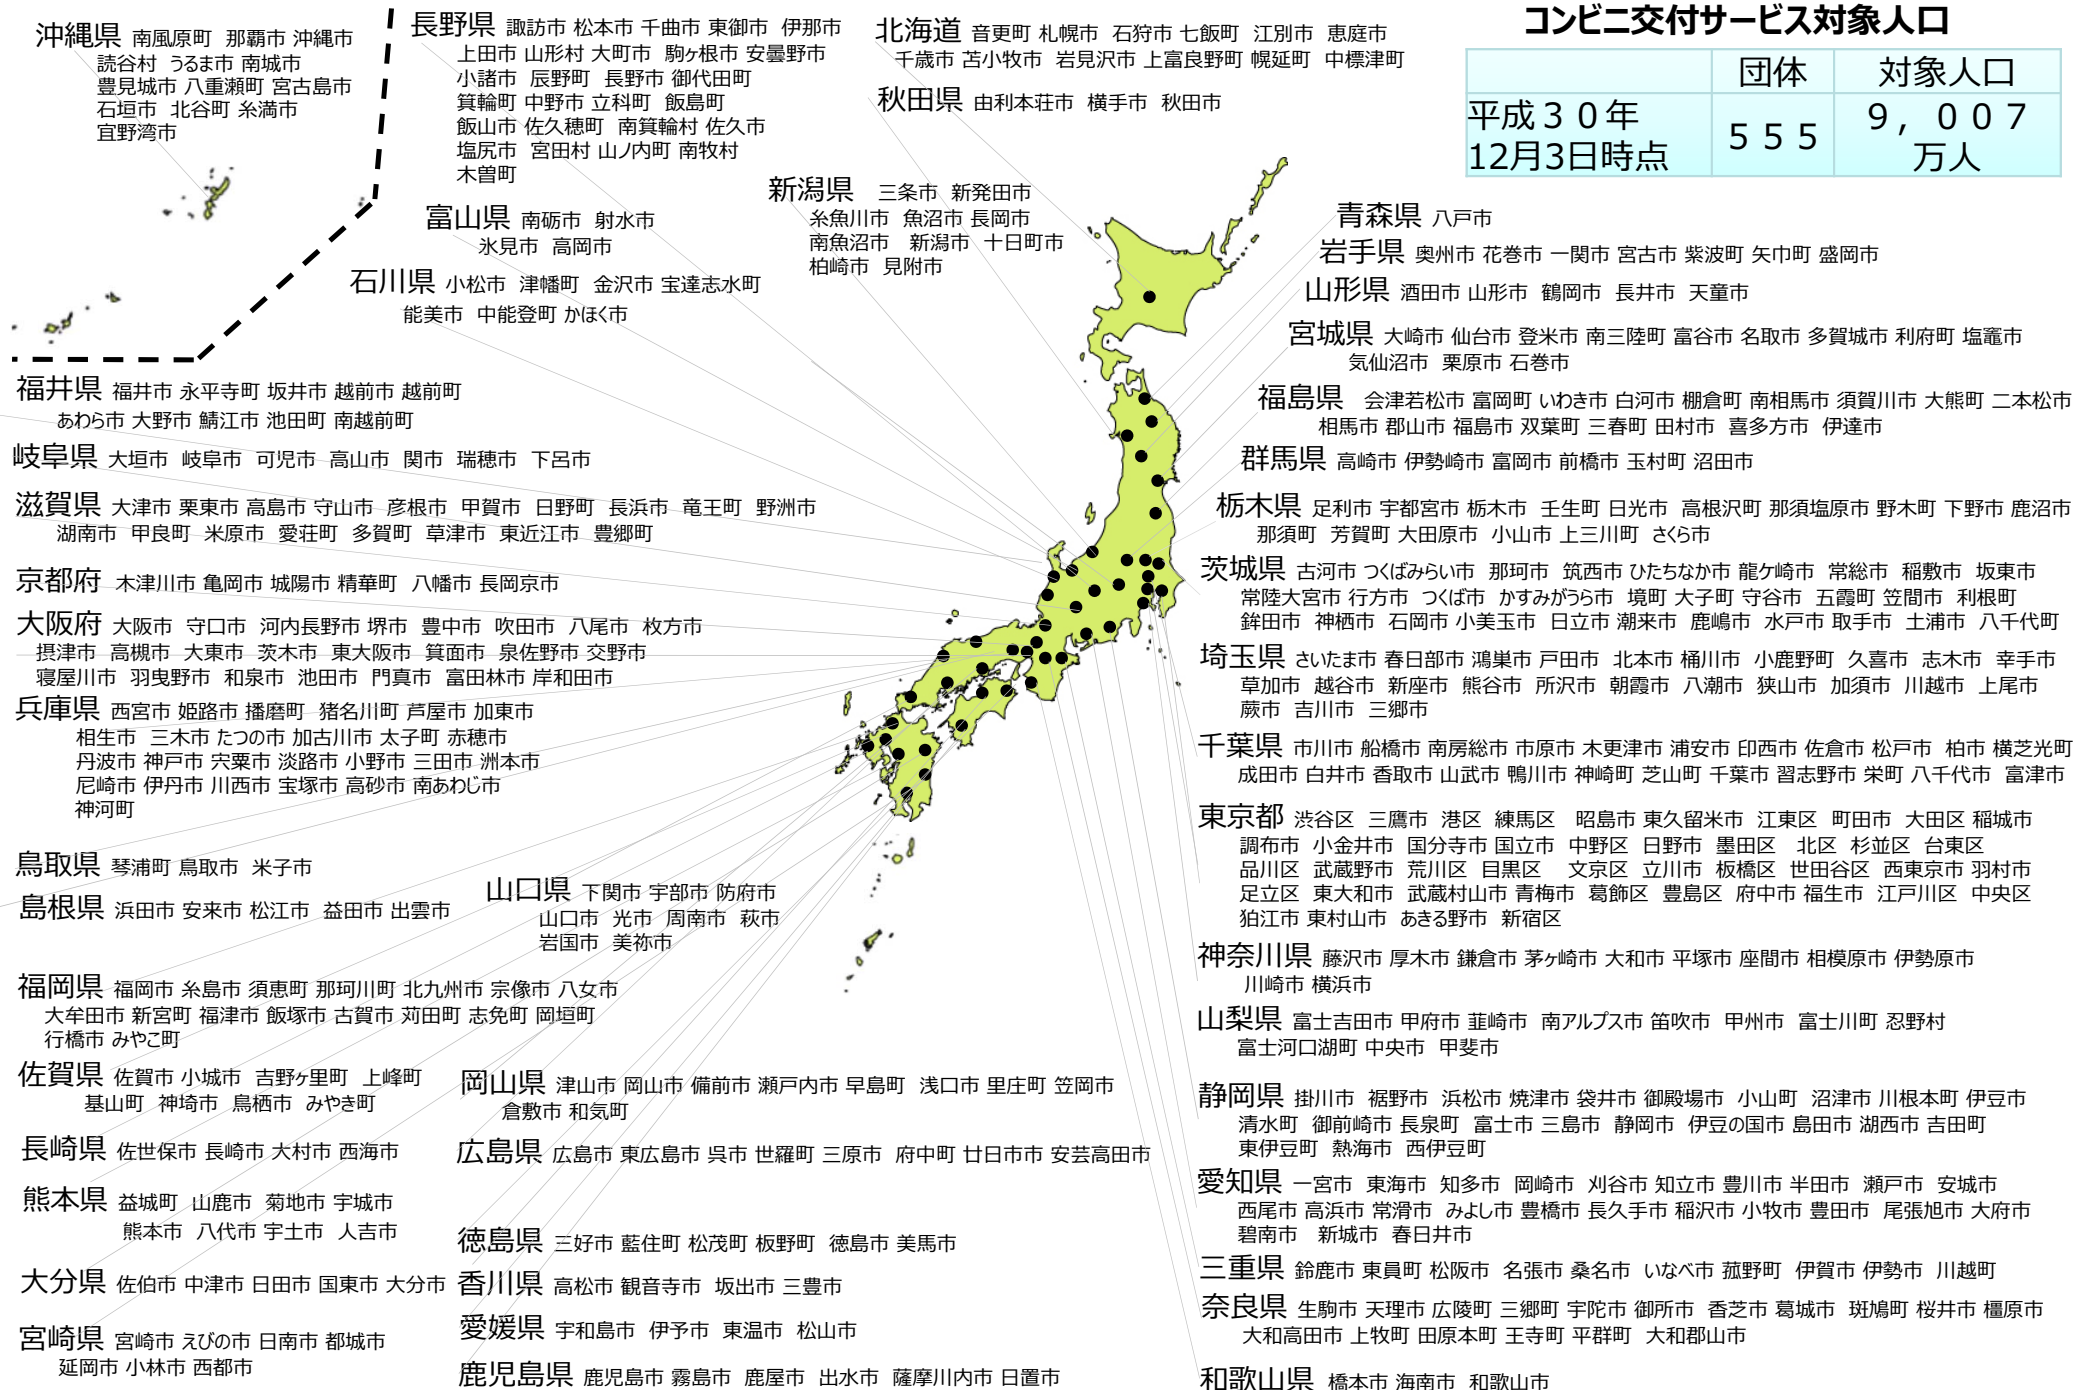 コンビニ交付サービス対象人口
団体 対象人口
平成３０年
12月3日時点
５５５
９，００７
万人
沖縄県 南風原町 那覇市 沖縄市
読谷村 うるま市 南城市
豊見城市 八重瀬町 宮古島市
石垣市 北谷町 糸満市
宜野湾市
長野県 諏訪市 松本市 千曲市 東御市 伊那市
上田市 山形村 大町市 駒ヶ根市 安曇野市
小諸市 辰野町 長野市 御代田町
箕輪町 中野市 立科町 飯島町
飯山市 佐久穂町 南箕輪村 佐久市
塩尻市 宮田村 山ノ内町 南牧村
木曽町
北海道 音更町 札幌市 石狩市 七飯町 江別市 恵庭市
千歳市 苫小牧市 岩見沢市 上富良野町 幌延町 中標津町
秋田県 由利本荘市 横手市 秋田市
新潟県 三条市 新発田市
糸魚川市 魚沼市 長岡市
南魚沼市 新潟市 十日町市
柏崎市 見附市
富山県 南砺市 射水市
氷見市 高岡市
石川県 小松市 津幡町 金沢市 宝達志水町
能美市 中能登町 かほく市
福井県 福井市 永平寺町 坂井市 越前市 越前町
あわら市 大野市 鯖江市 池田町 南越前町
岐阜県 大垣市 岐阜市 可児市 高山市 関市 瑞穂市 下呂市
滋賀県 大津市 栗東市 高島市 守山市 彦根市 甲賀市 日野町 長浜市 竜王町 野洲市
湖南市 甲良町 米原市 愛荘町 多賀町 草津市 東近江市 豊郷町
京都府 木津川市 亀岡市 城陽市 精華町 八幡市 長岡京市
大阪府 大阪市 守口市 河内長野市 堺市 豊中市 吹田市 八尾市 枚方市
摂津市 高槻市 大東市 茨木市 東大阪市 箕面市 泉佐野市 交野市
寝屋川市 羽曳野市 和泉市 池田市 門真市 富田林市 岸和田市
兵庫県 西宮市 姫路市 播磨町 猪名川町 芦屋市 加東市
相生市 三木市 たつの市 加古川市 太子町 赤穂市
丹波市 神戸市 宍粟市 淡路市 小野市 三田市 洲本市
尼崎市 伊丹市 川西市 宝塚市 高砂市 南あわじ市
神河町
鳥取県 琴浦町 鳥取市 米子市
島根県 浜田市 安来市 松江市 益田市 出雲市
山口県 下関市 宇部市 防府市
山口市 光市 周南市 萩市
岩国市 美祢市
福岡県 福岡市 糸島市 須恵町 那珂川町 北九州市 宗像市 八女市
大牟田市 新宮町 福津市 飯塚市 古賀市 苅田町 志免町 岡垣町
行橋市 みやこ町
佐賀県 佐賀市 小城市 吉野ヶ里町 上峰町
基山町 神埼市 鳥栖市 みやき町
長崎県 佐世保市 長崎市 大村市 西海市
熊本県 益城町 山鹿市 菊地市 宇城市
熊本市 八代市 宇土市 人吉市
大分県 佐伯市 中津市 日田市 国東市 大分市
宮崎県 宮崎市 えびの市 日南市 都城市
延岡市 小林市 西都市
岡山県 津山市 岡山市 備前市 瀬戸内市 早島町 浅口市 里庄町 笠岡市
倉敷市 和気町
広島県 広島市 東広島市 呉市 世羅町 三原市 府中町 廿日市市 安芸高田市
徳島県 三好市 藍住町 松茂町 板野町 徳島市 美馬市
香川県 高松市 観音寺市 坂出市 三豊市
愛媛県 宇和島市 伊予市 東温市 松山市
鹿児島県 鹿児島市 霧島市 鹿屋市 出水市 薩摩川内市 日置市
青森県 八戸市
岩手県 奥州市 花巻市 一関市 宮古市 紫波町 矢巾町 盛岡市
山形県 酒田市 山形市 鶴岡市 長井市 天童市
宮城県 大崎市 仙台市 登米市 南三陸町 富谷市 名取市 多賀城市 利府町 塩竈市
気仙沼市 栗原市 石巻市
福島県 会津若松市 富岡町 いわき市 白河市 棚倉町 南相馬市 須賀川市 大熊町 二本松市
相馬市 郡山市 福島市 双葉町 三春町 田村市 喜多方市 伊達市
群馬県 高崎市 伊勢崎市 富岡市 前橋市 玉村町 沼田市
栃木県 足利市 宇都宮市 栃木市 壬生町 日光市 高根沢町 那須塩原市 野木町 下野市 鹿沼市
那須町 芳賀町 大田原市 小山市 上三川町 さくら市
茨城県 古河市 つくばみらい市 那珂市 筑西市 ひたちなか市 龍ケ崎市 常総市 稲敷市 坂東市
常陸大宮市 行方市 つくば市 かすみがうら市 境町 大子町 守谷市 五霞町 笠間市 利根町
鉾田市 神栖市 石岡市 小美玉市 日立市 潮来市 鹿嶋市 水戸市 取手市 土浦市 八千代町
埼玉県 さいたま市 春日部市 鴻巣市 戸田市 北本市 桶川市 小鹿野町 久喜市 志木市 幸手市
草加市 越谷市 新座市 熊谷市 所沢市 朝霞市 八潮市 狭山市 加須市 川越市 上尾市
蕨市 吉川市 三郷市
千葉県 市川市 船橋市 南房総市 市原市 木更津市 浦安市 印西市 佐倉市 松戸市 柏市 横芝光町
成田市 白井市 香取市 山武市 鴨川市 神崎町 芝山町 千葉市 習志野市 栄町 八千代市 富津市
東京都 渋谷区 三鷹市 港区 練馬区 昭島市 東久留米市 江東区 町田市 大田区 稲城市
調布市 小金井市 国分寺市 国立市 中野区 日野市 墨田区 北区 杉並区 台東区
品川区 武蔵野市 荒川区 目黒区 文京区 立川市 板橋区 世田谷区 西東京市 羽村市
足立区 東大和市 武蔵村山市 青梅市 葛飾区 豊島区 府中市 福生市 江戸川区 中央区
狛江市 東村山市 あきる野市 新宿区
神奈川県 藤沢市 厚木市 鎌倉市 茅ヶ崎市 大和市 平塚市 座間市 相模原市 伊勢原市
川崎市 横浜市
山梨県 富士吉田市 甲府市 韮崎市 南アルプス市 笛吹市 甲州市 富士川町 忍野村
富士河口湖町 中央市 甲斐市
静岡県 掛川市 裾野市 浜松市 焼津市 袋井市 御殿場市 小山町 沼津市 川根本町 伊豆市
清水町 御前崎市 長泉町 富士市 三島市 静岡市 伊豆の国市 島田市 湖西市 吉田町
東伊豆町 熱海市 西伊豆町
愛知県 一宮市 東海市 知多市 岡崎市 刈谷市 知立市 豊川市 半田市 瀬戸市 安城市
西尾市 高浜市 常滑市 みよし市 豊橋市 長久手市 稲沢市 小牧市 豊田市 尾張旭市 大府市
碧南市 新城市 春日井市
三重県 鈴鹿市 東員町 松阪市 名張市 桑名市 いなべ市 菰野町 伊賀市 伊勢市 川越町
奈良県 生駒市 天理市 広陵町 三郷町 宇陀市 御所市 香芝市 葛城市 斑鳩町 桜井市 橿原市
大和高田市 上牧町 田原本町 王寺町 平群町 大和郡山市
和歌山県 橋本市 海南市 和歌山市